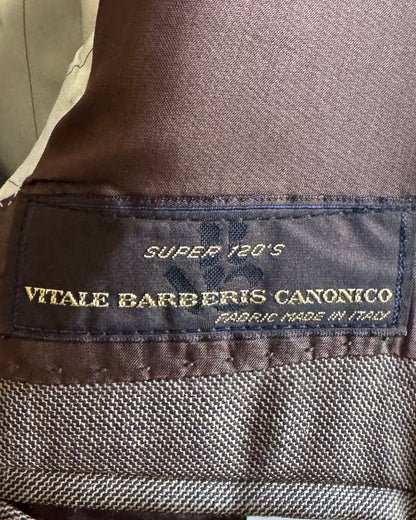 SUPER 120'S
VITALE BARBERIS CANONICO
FABRIC MADE IN ITALY